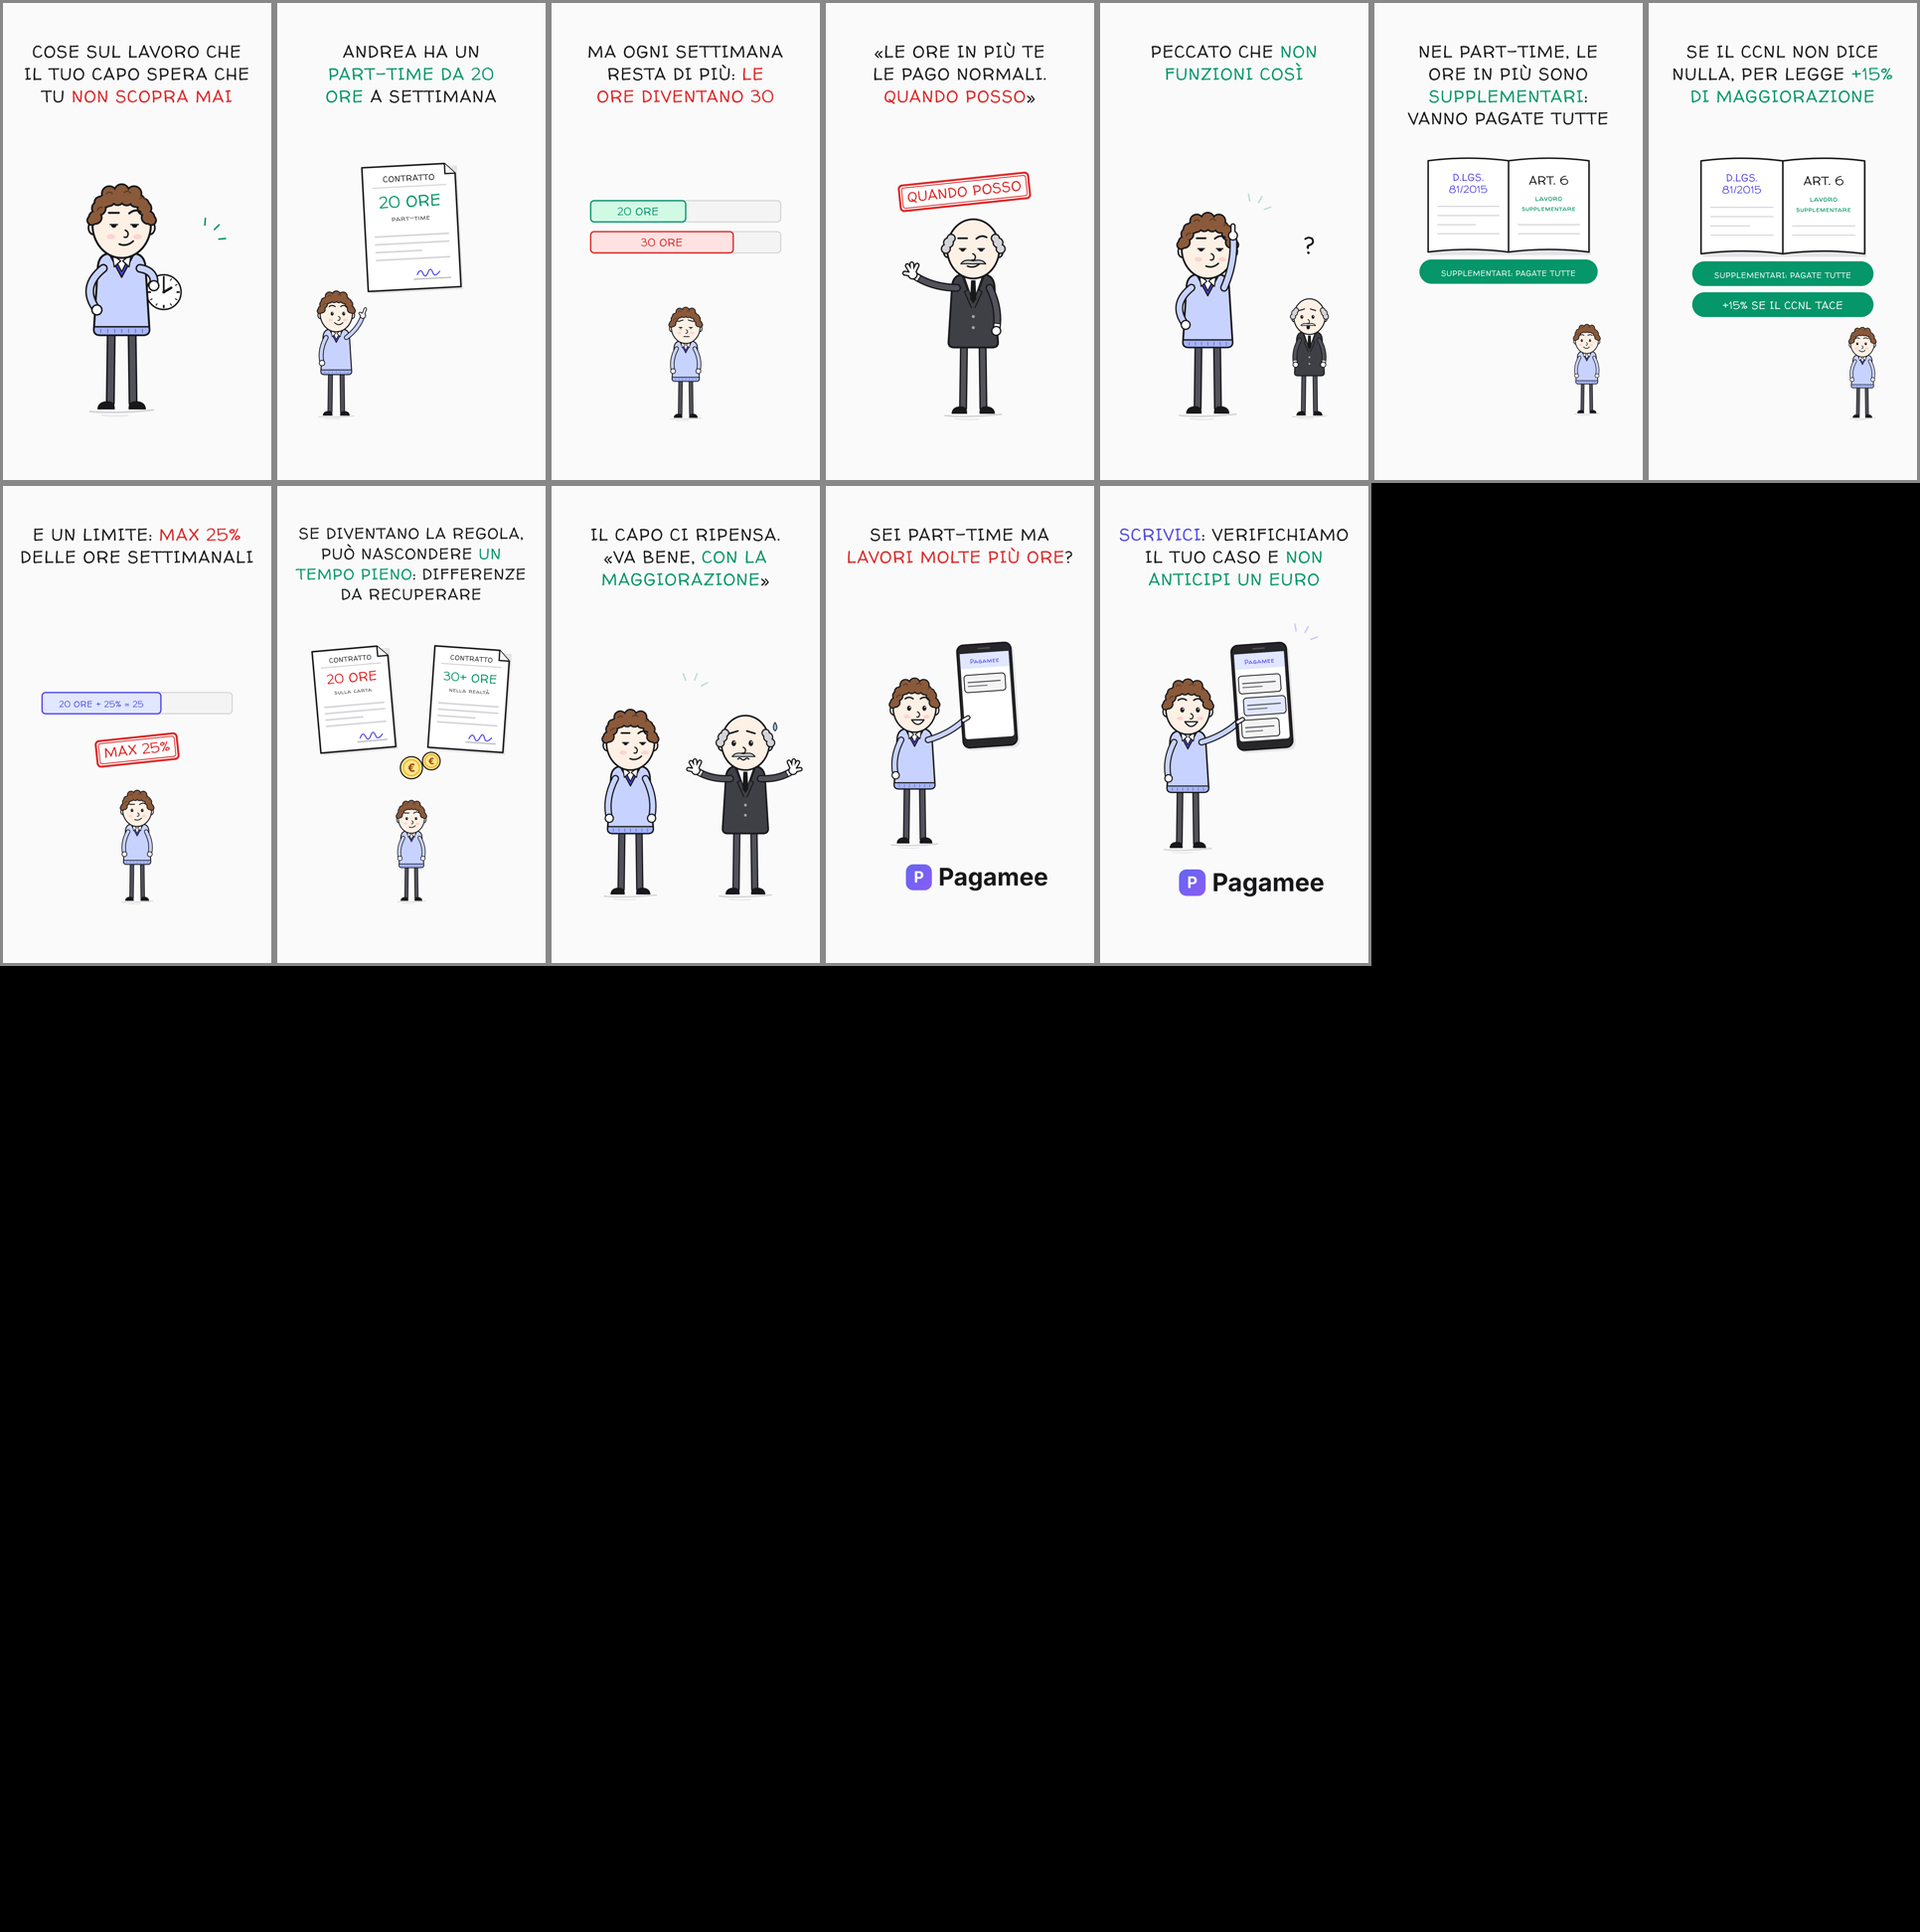 COSE SUL LAVORO CHE
IL TUO CAPO SPERA CHE
TU NON SCOPRA MAI
ANDREA HA UN
PART-TIME DA 20
ORE A SETTIMANA
CONTRATTO
20 ORE
PART-TIME
MA OGNI SETTIMANA
RESTA DI PIÙ: LE
ORE DIVENTANO 30
20 ORE
30 ORE
«LE ORE IN PIÙ TE
LE PAGO NORMALI.
QUANDO POSSO»
QUANDO POSSO
PECCATO CHE NON
FUNZIONI COSÌ
?
NEL PART-TIME, LE
ORE IN PIÙ SONO
SUPPLEMENTARI:
VANNO PAGATE TUTTE
D.LGS.
81/2015
ART. 6
LAVORO
SUPPLEMENTARE
SUPPLEMENTARI: PAGATE TUTTE
SE IL CCNL NON DICE
NULLA, PER LEGGE +15%
DI MAGGIORAZIONE
D.LGS.
81/2015
ART. 6
LAVORO
SUPPLEMENTARE
SUPPLEMENTARI: PAGATE TUTTE
+15% SE IL CCNL TACE
E UN LIMITE: MAX 25%
DELLE ORE SETTIMANALI
20 ORE + 25% = 25
MAX 25%
SE DIVENTANO LA REGOLA,
PUÒ NASCONDERE UN
TEMPO PIENO: DIFFERENZE
DA RECUPERARE
CONTRATTO
20 ORE
SULLA CARTA
CONTRATTO
30+ ORE
NELLA REALTÀ
€
€
IL CAPO CI RIPENSA.
«VA BENE, CON LA
MAGGIORAZIONE»
SEI PART-TIME MA
LAVORI MOLTE PIÙ ORE?
PAGAMEE
P Pagamee
SCRIVICI: VERIFICHIAMO
IL TUO CASO E NON
ANTICIPI UN EURO
PAGAMEE
P Pagamee